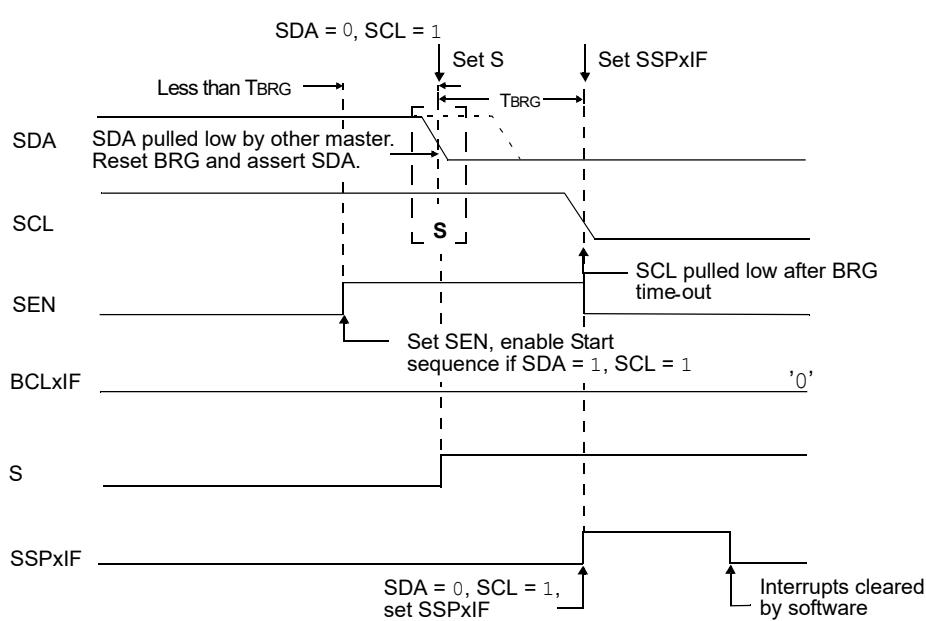 SDA = 0, SCL = 1
Set S
Set SSPxIF
Less than TBRG
TBRG
SDA
SDA pulled low by other master.
Reset BRG and assert SDA.
SCL
S
SCL pulled low after BRG
time-out
SEN
Set SEN, enable Start
sequence if SDA = 1, SCL = 1
BCLxIF
'0'
S
SSPxIF
SDA = 0, SCL = 1,
set SSPxIF
Interrupts cleared
by software